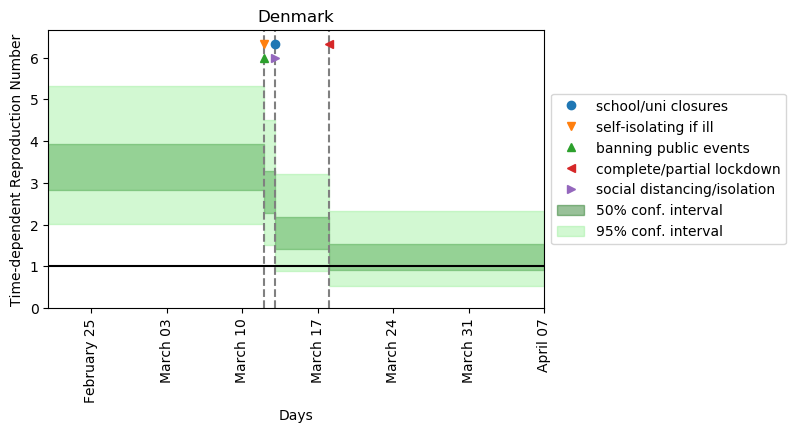 Denmark
Time-dependent Reproduction Number
6
5
4
3
2
1
0
February 25
March 03
March 10
March 17
March 24
March 31
April 07
Days
school/uni closures
self-isolating if ill
banning public events
complete/partial lockdown
social distancing/isolation
50% conf. interval
95% conf. interval